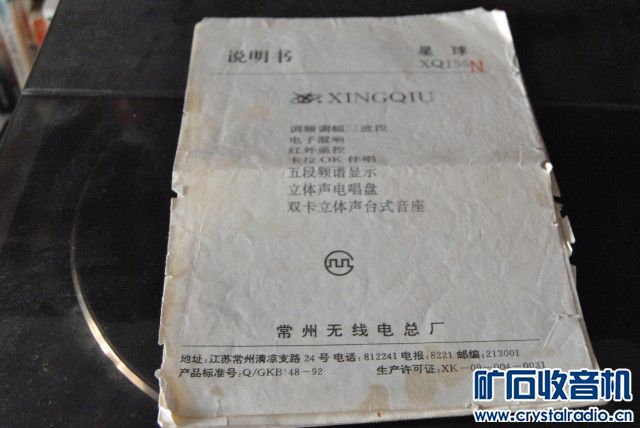 说明书
星球
XQ155N
XINGQIU
调频调幅三波段
电子混响
红外遥控
卡拉OK伴唱
五段频谱显示
立体声电唱盘
双卡立体声台式音座
常州无线电总厂
地址:江苏常州清凉支路24号 电话:812241 电报:8221 邮编:213001
产品标准号:Q/GKB'48-92 生产许可证:XK-09-004-0031
矿石收音机
www.crystalradio.cn